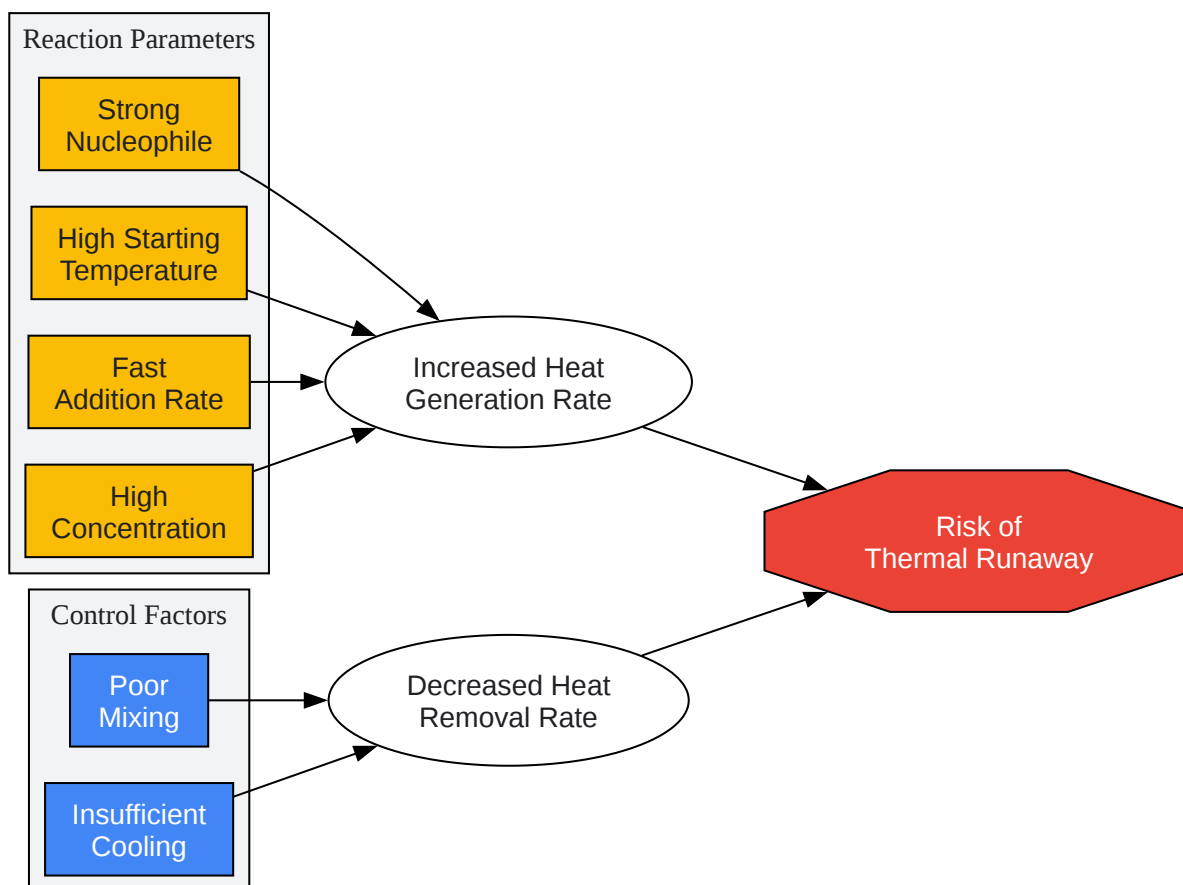 Reaction Parameters
Strong
Nucleophile
High Starting
Temperature
Fast
Addition Rate
High
Concentration
Increased Heat
Generation Rate
Risk of
Thermal Runaway
Control Factors
Poor
Mixing
Insufficient
Cooling
Decreased Heat
Removal Rate